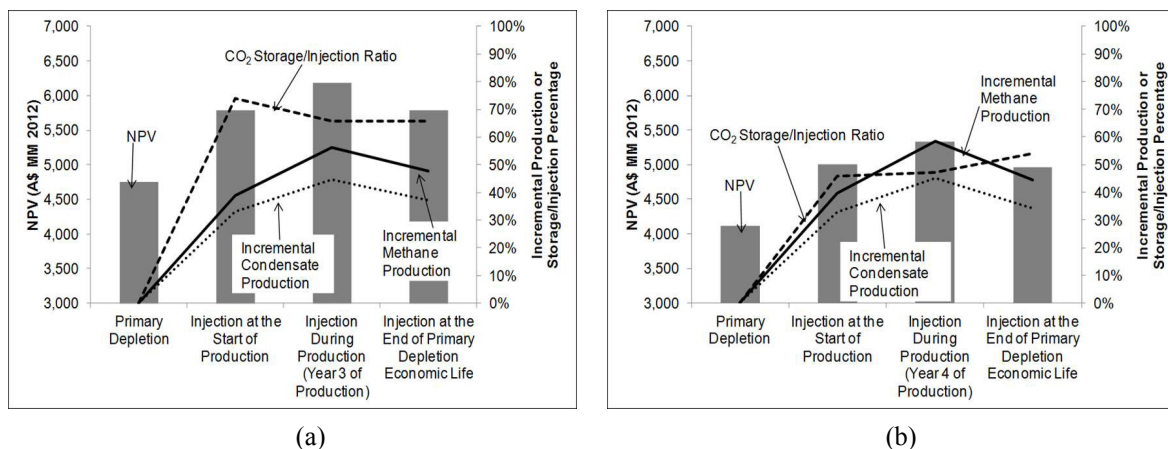 7,000
6,500
6,000
5,500
5,000
4,500
4,000
3,500
3,000
NPV (A$ MM 2012)
100%
90%
80%
70%
60%
50%
40%
30%
20%
10%
0%
Incremental Production or
Storage/Injection Percentage
CO2 Storage/Injection Ratio
NPV
Incremental
Condensate
Production
Incremental
Methane
Production
Primary
Depletion
Injection at the
Start of
Production
Injection
During
Production
(Year 3 of
Production)
Injection at the
End of Primary
Depletion
Economic Life
(a)
7,000
6,500
6,000
5,500
5,000
4,500
4,000
3,500
3,000
NPV (A$ MM 2012)
100%
90%
80%
70%
60%
50%
40%
30%
20%
10%
0%
Incremental Production or
Storage/Injection Percentage
Incremental
Methane
Production
CO2 Storage/Injection Ratio
NPV
Incremental
Condensate
Production
Primary
Depletion
Injection at the
Start of
Production
Injection
During
Production
(Year 4 of
Production)
Injection at the
End of Primary
Depletion
Economic Life
(b)